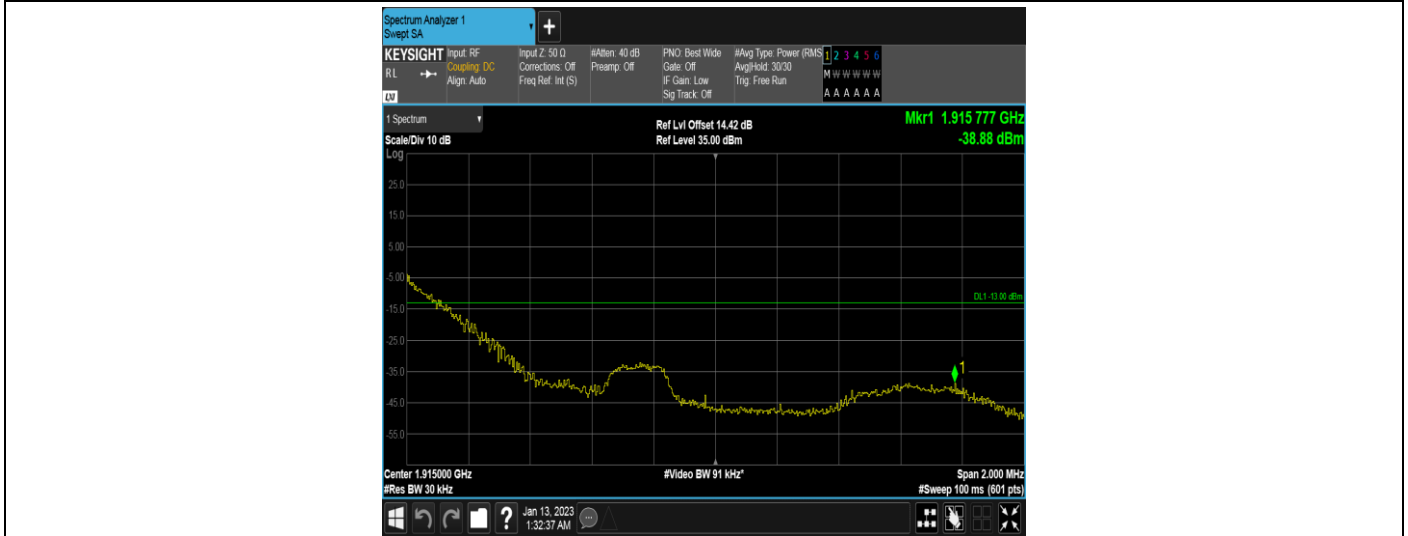 Spectrum Analyzer 1
Swept SA
+
KEYSIGHT
RL
LXI
Input: RF
Coupling: DC
Align: Auto
Input Z: 50 Ω
Corrections: Off
Freq Ref: Int (S)
#Atten: 40 dB
Preamp: Off
PNO: Best Wide
Gate: Off
IF Gain: Low
Sig Track: Off
#Avg Type: Power (RMS
Avg|Hold: 30/30
Trig: Free Run
1 2 3 4 5 6
M W W W W W
A A A A A A
1 Spectrum
Scale/Div 10 dB
Log
Ref Lvl Offset 14.42 dB
Ref Level 35.00 dBm
Mkr1 1.915 777 GHz
-38.88 dBm
25.0
15.0
5.00
-5.00
-15.0
-25.0
-35.0
-45.0
-55.0
DL1 -13.00 dBm
1
Center 1.915000 GHz
#Res BW 30 kHz
#Video BW 91 kHz*
Span 2.000 MHz
#Sweep 100 ms (601 pts)
?
Jan 13, 2023
1:32:37 AM